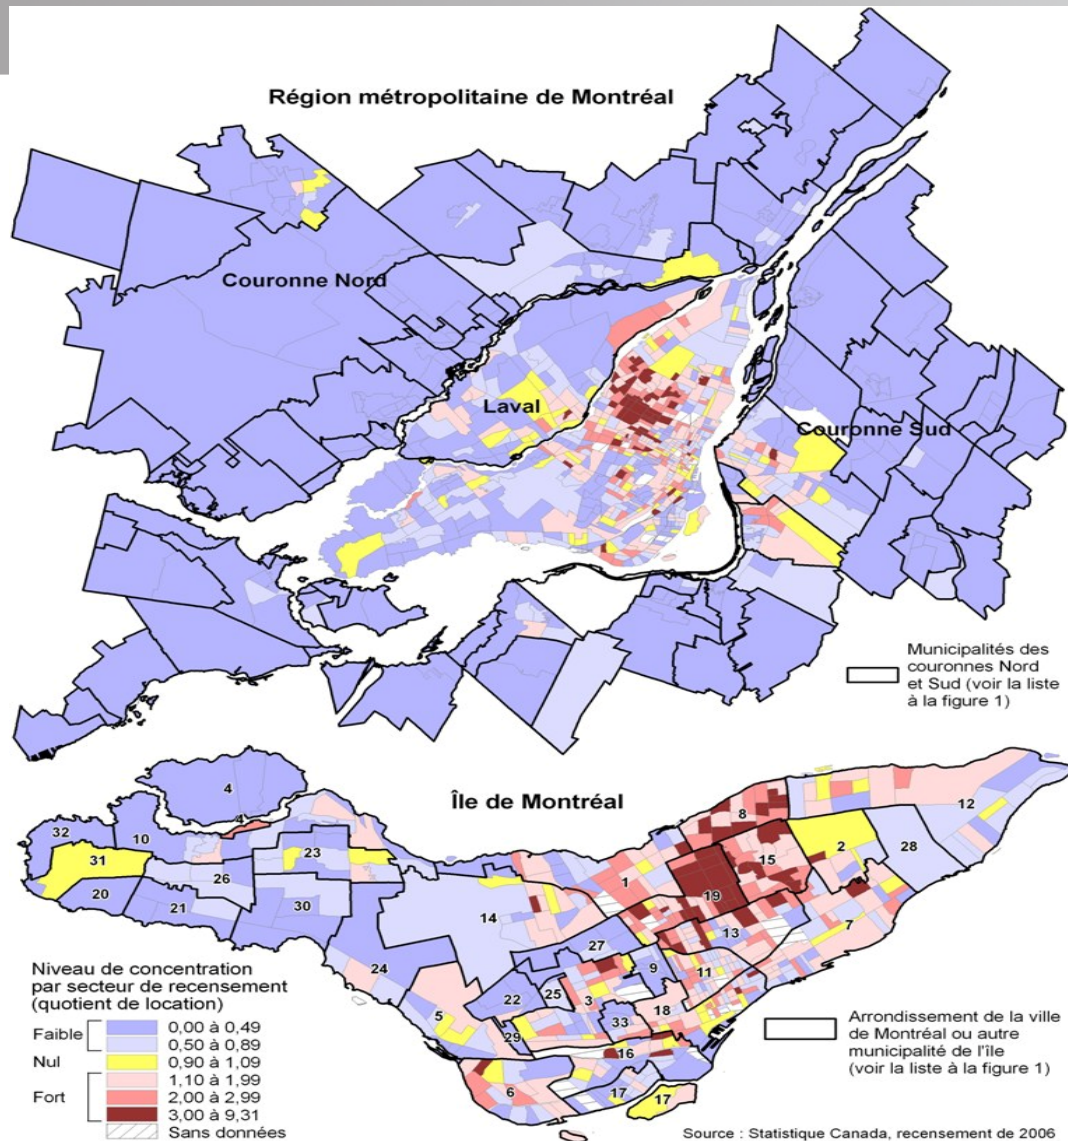 Région métropolitaine de Montréal
Couronne Nord
Laval
Couronne Sud
Municipalités des
couronnes Nord
et Sud (voir la liste
à la figure 1)
Île de Montréal
4
4
32
10
31
23
26
20
21
30
24
14
5
22
25
29
27
3
33
9
18
11
16
6
17
17
1
8
19
15
13
2
7
28
12
Niveau de concentration
par secteur de recensement
(quotient de location)
Faible
0,00 à 0,49
0,50 à 0,89
Nul
0,90 à 1,09
Fort
1,10 à 1,99
2,00 à 2,99
3,00 à 9,31
Sans données
Arrondissement de la ville
de Montréal ou autre
municipalité de l'île
(voir la liste à la figure 1)
Source : Statistique Canada, recensement de 2006